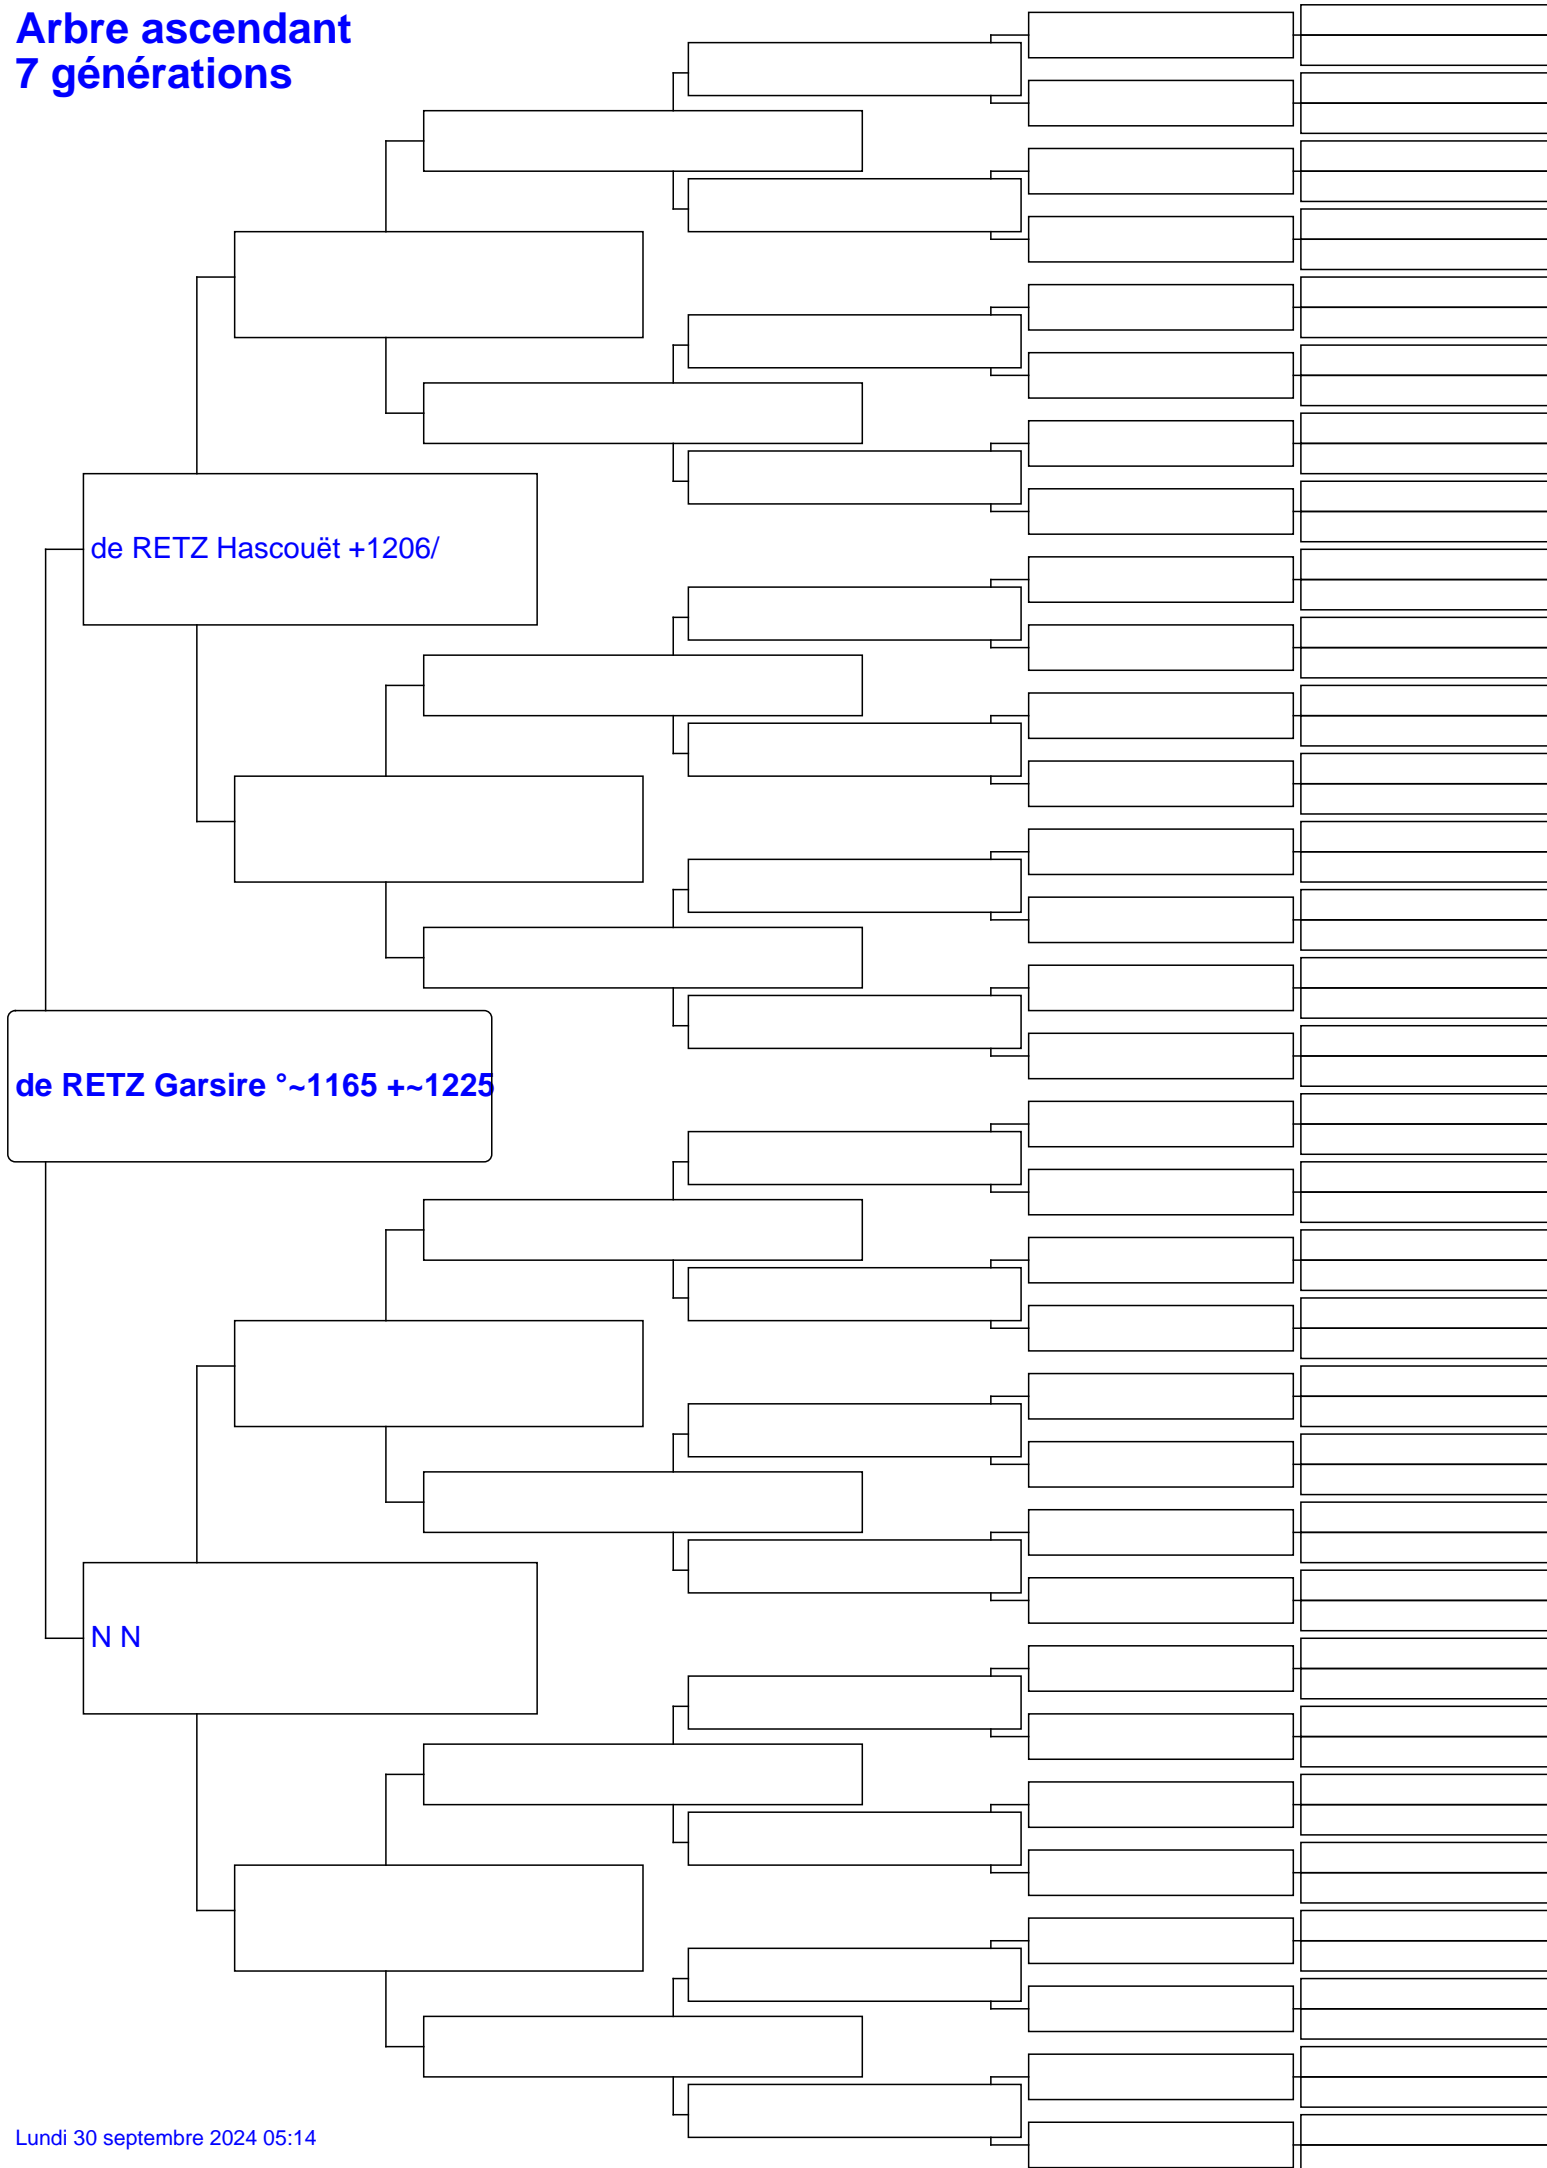 Arbre ascendant
7 générations
de RETZ Hascouët +1206/
de RETZ Garsire °~1165 +~1225
N N
Lundi 30 septembre 2024 05:14